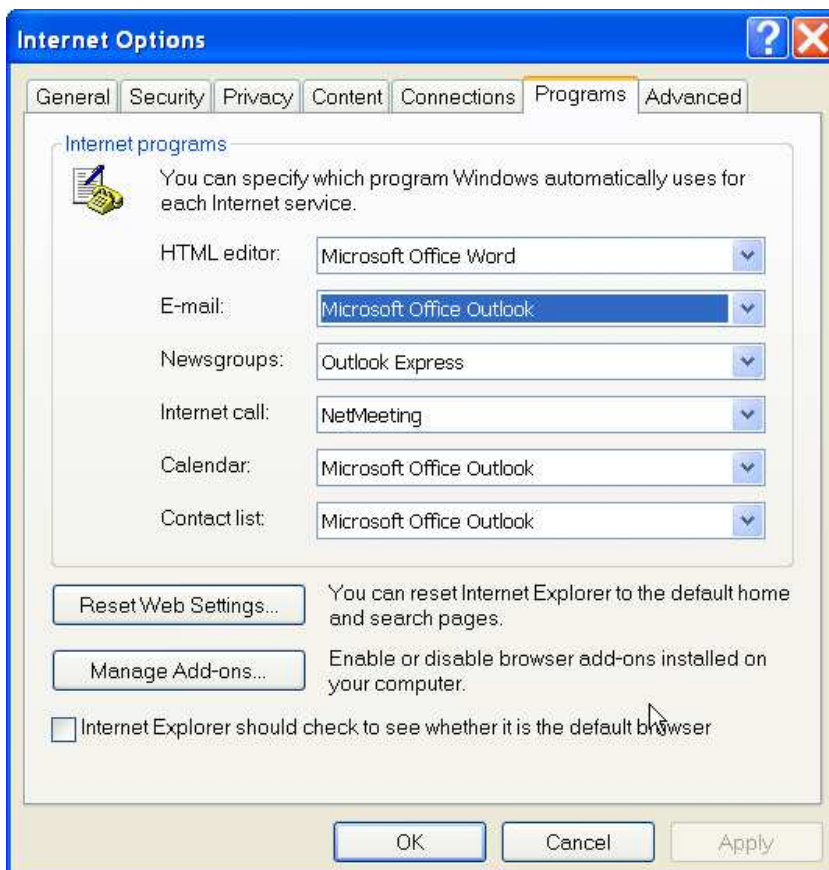 Internet Options
General Security Privacy Content Connections Programs Advanced
Internet programs
You can specify which program Windows automatically uses for
each Internet service.
HTML editor: Microsoft Office Word
E-mail: Microsoft Office Outlook
Newsgroups: Outlook Express
Internet call: NetMeeting
Calendar: Microsoft Office Outlook
Contact list: Microsoft Office Outlook
Reset Web Settings...
You can reset Internet Explorer to the default home
and search pages.
Manage Add-ons...
Enable or disable browser add-ons installed on
your computer.
Internet Explorer should check to see whether it is the default browser
OK Cancel Apply